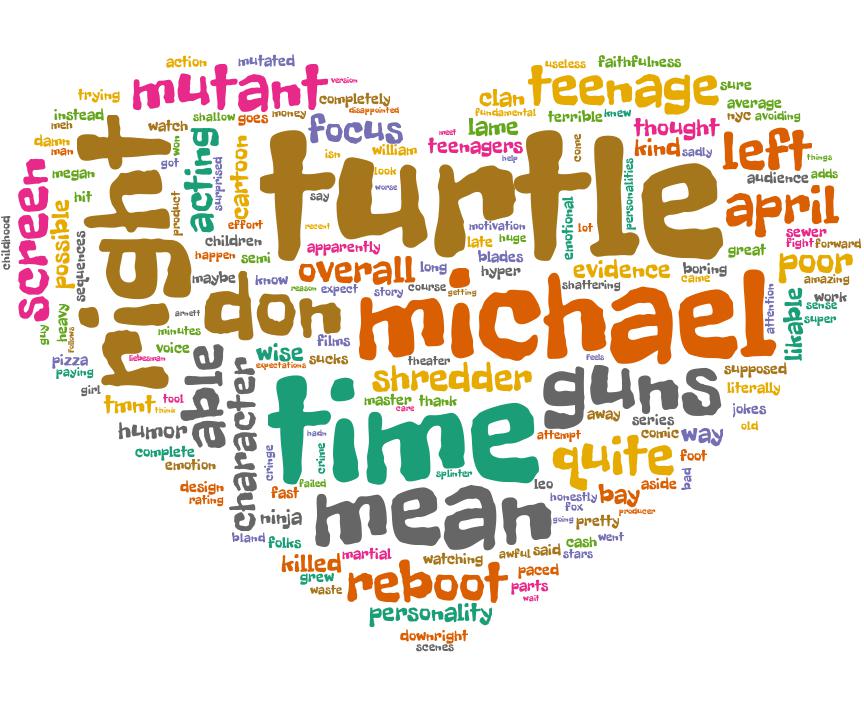 action
mutated
useless
faithfulness
trying
mutant
version
completely
clan
teenage
sure
disappointed
instead
shallow
goes
money
fundamental
terrible
knew
average
nyc
avoiding
meh
watch
focus
lame
thought
damn
man
won
acting
cartoon
isn
william
meet
teenagers
come
kind
sadly
left
things
screen
right
got
surprised
turtle
look
help
personalities
audience
adds
megan
worse
hit
product
say
april
possible
effort
recent
motivation
emotional
lot
sewer
childhood
sequences
children
apparently
late
huge
fight
forward
happen
semi
blades
great
overall
long
hyper
evidence
boring
poor
maybe
know
reason
expect
story
course
getting
shattering
came
amazing
guy
heavy
don
michael
attention
likable
work
sense
super
arnett
minutes
films
fellows
voice
liebesman
wise
expectations
sucks
theater
feels
pizza
paying
able
character
shredder
guns
supposed
girl
literally
tmnt
tool
think
time
master
thank
care
away
series
jokes
old
humor
hadn
attempt
comic
way
complete
cringe
crime
quite
foot
emotion
splinter
bad
design
rating
failed
fast
leo
honestly
bay
aside
mean
fox
producer
ninja
going
pretty
bland
folks
cash
went
killed
martial
watching
awful
said
stars
grew
paced
waste
reboot
parts
wait
personality
downright
scenes